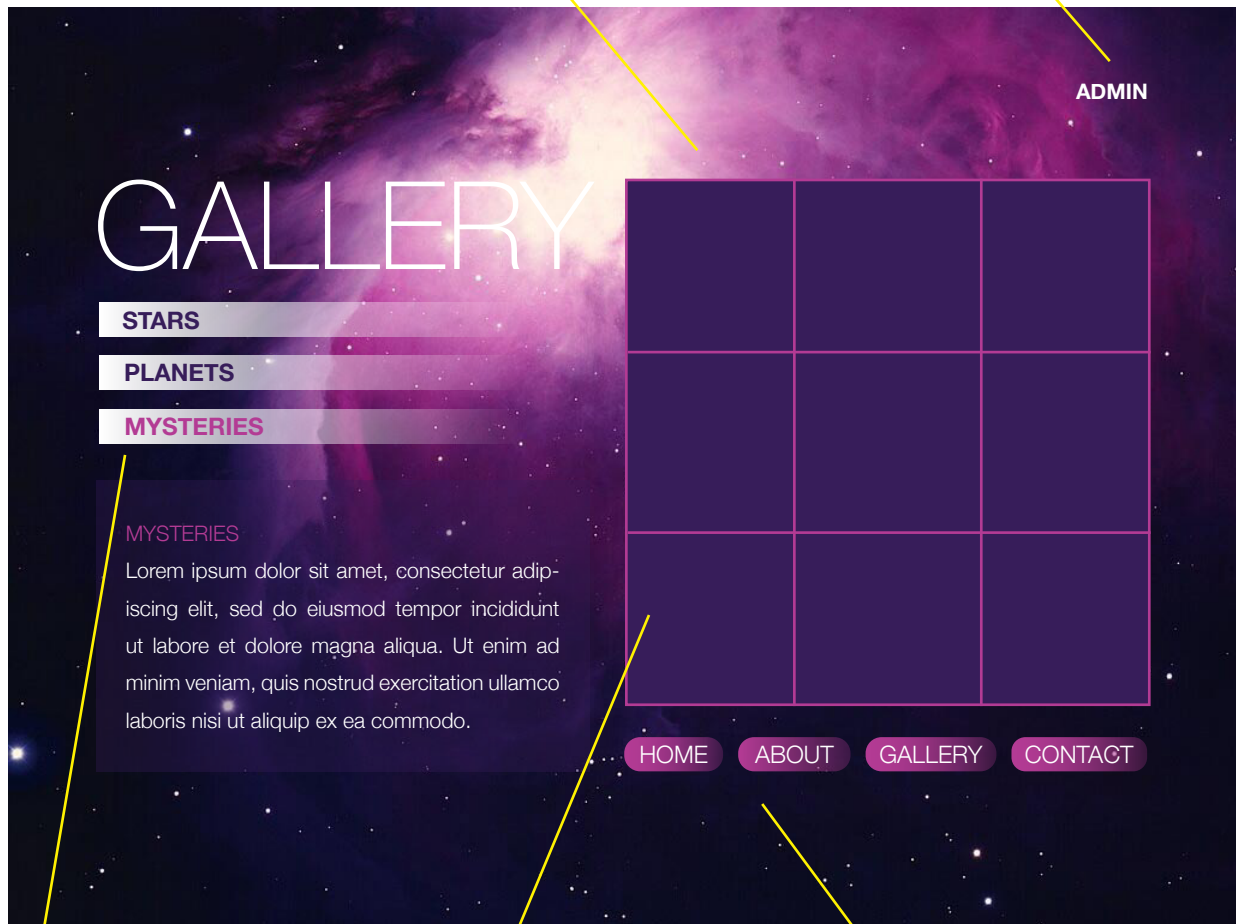 ADMIN
GALLERY
STARS
PLANETS
MYSTERIES
MYSTERIES
Lorem ipsum dolor sit amet, consectetur adip-
iscing elit, sed do eiusmod tempor incididunt
ut labore et dolore magna aliqua. Ut enim ad
minim veniam, quis nostrud exercitation ullamco
laboris nisi ut aliquip ex ea commodo.
HOME ABOUT GALLERY CONTACT